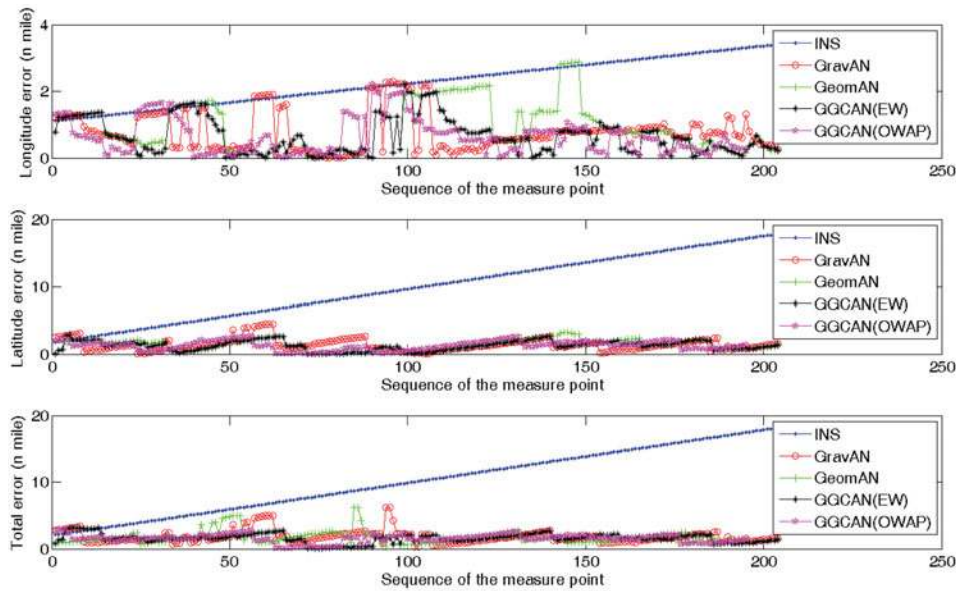 Longitude error (n mile)
4
2
0
0
50
100
150
200
250
Sequence of the measure point
INS
GravAN
GeomAN
GGCAN(EW)
GGCAN(OWAP)
Latitude error (n mile)
20
10
0
0
50
100
150
200
250
Sequence of the measure point
INS
GravAN
GeomAN
GGCAN(EW)
GGCAN(OWAP)
Total error (n mile)
20
10
0
0
50
100
150
200
250
Sequence of the measure point
INS
GravAN
GeomAN
GGCAN(EW)
GGCAN(OWAP)